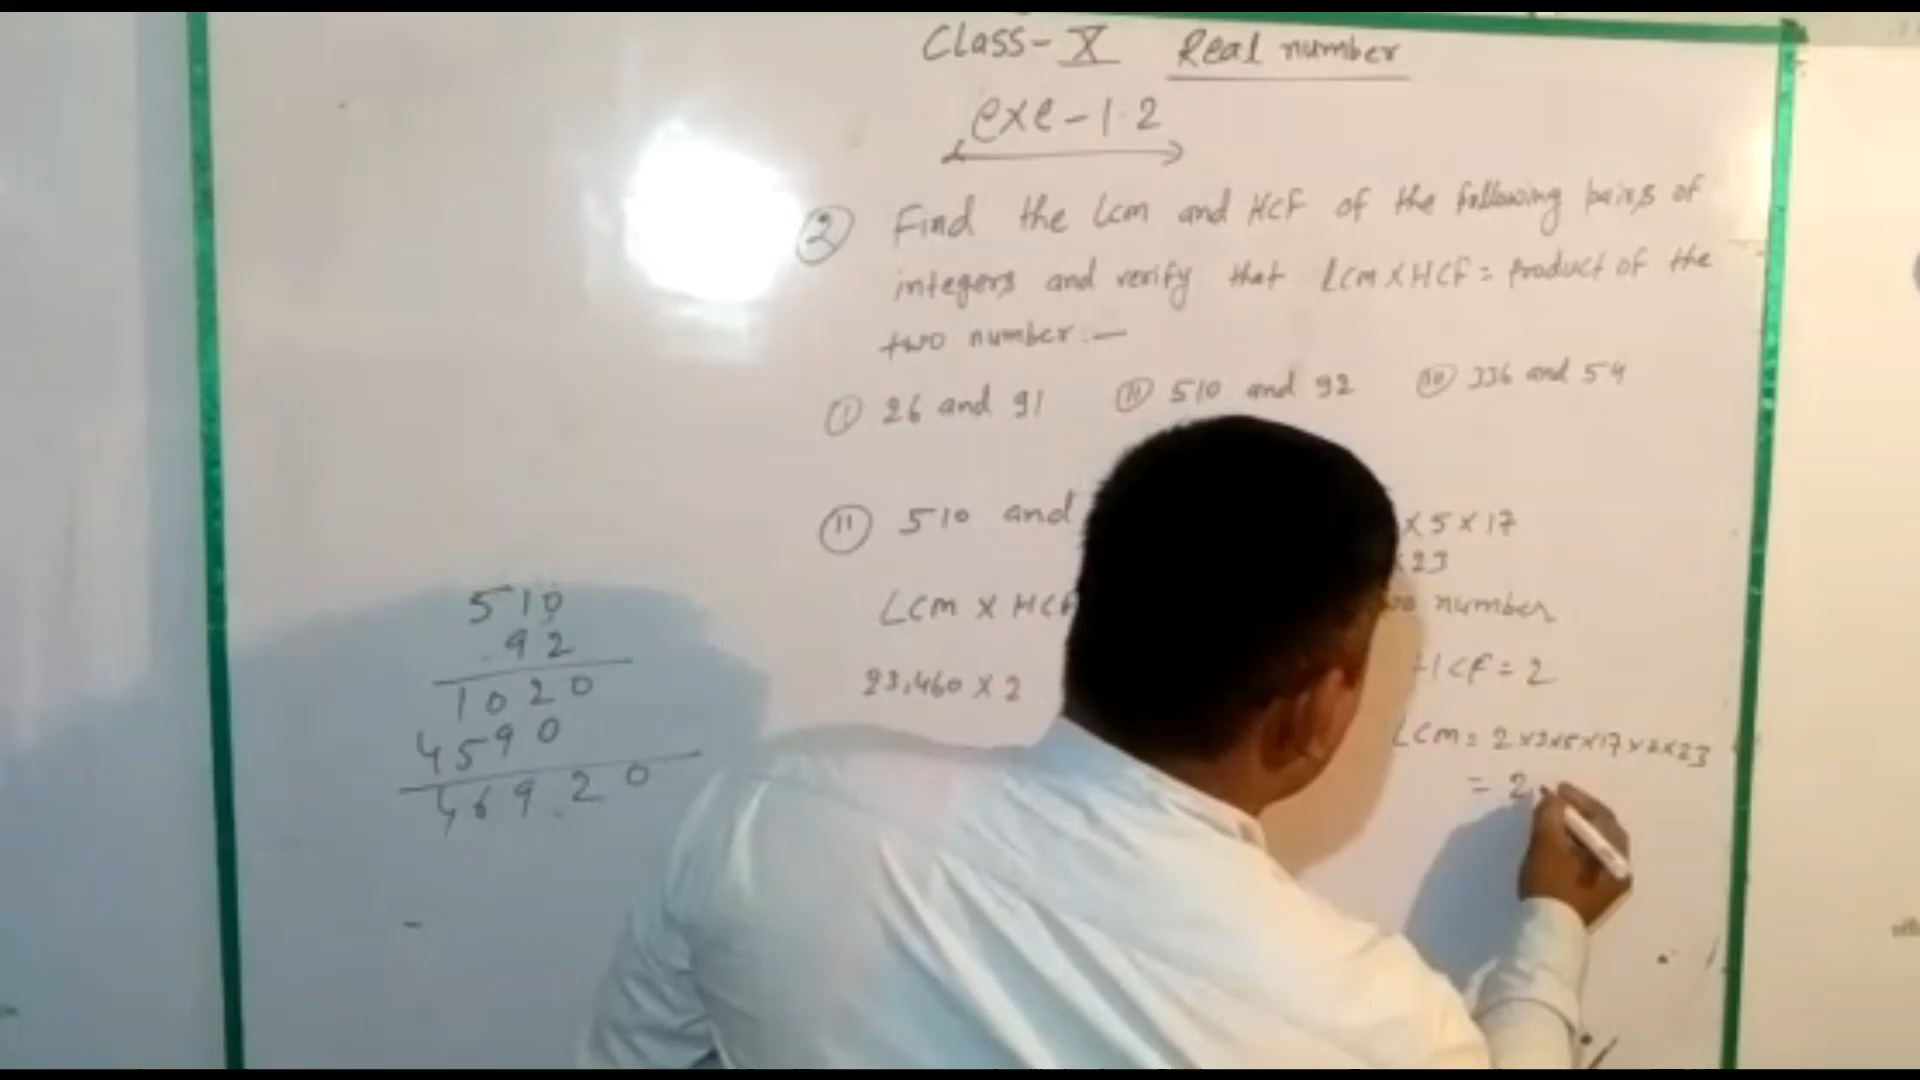 Class - X Real number
exe - 1.2
② Find the Lcm and HCF of the following pairs of
integers and verify that LCM X HCF = Product of the
two number :—
(i) 26 and 91 (ii) 510 and 92 (iii) 336 and 54
(11) 510 and
x 5 x 17
x 23
LCM X HCF
number
23,460 x 2
HCF = 2
LCM = 2 x 3 x 5 x 17 x 2 x 23
= 2
510
92
1020
4590
46920